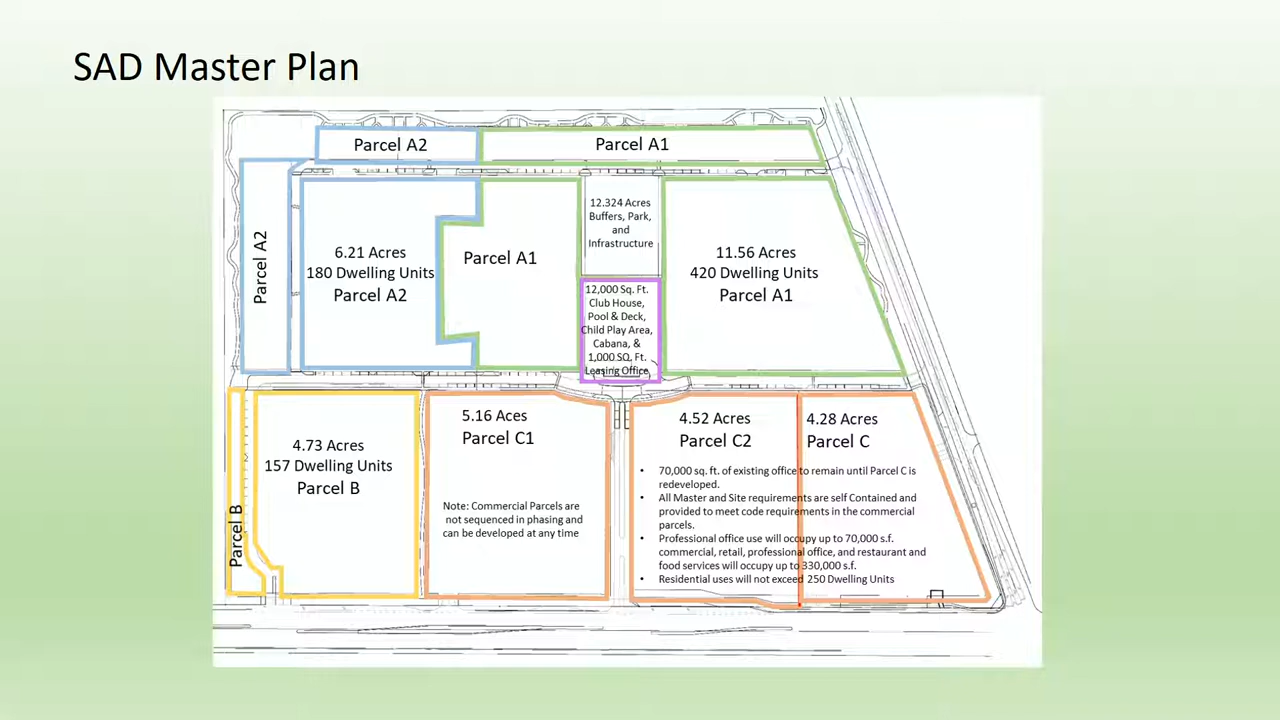 SAD Master Plan
Parcel A2
Parcel A1
Parcel A2
6.21 Acres
180 Dwelling Units
Parcel A2
Parcel A1
12.324 Acres
Buffers, Park,
and
Infrastructure
12,000 Sq. Ft.
Club House,
Pool & Deck,
Child Play Area,
Cabana, &
1,000 SQ. Ft.
Leasing Office
11.56 Acres
420 Dwelling Units
Parcel A1
Parcel B
4.73 Acres
157 Dwelling Units
Parcel B
5.16 Aces
Parcel C1
Note: Commercial Parcels are
not sequenced in phasing and
can be developed at any time
4.52 Acres
Parcel C2
4.28 Acres
Parcel C
• 70,000 sq. ft. of existing office to remain until Parcel C is
redeveloped.
• All Master and Site requirements are self Contained and
provided to meet code requirements in the commercial
parcels.
• Professional office use will occupy up to 70,000 s.f.
commercial, retail, professional office, and restaurant and
food services will occupy up to 330,000 s.f.
• Residential uses will not exceed 250 Dwelling Units